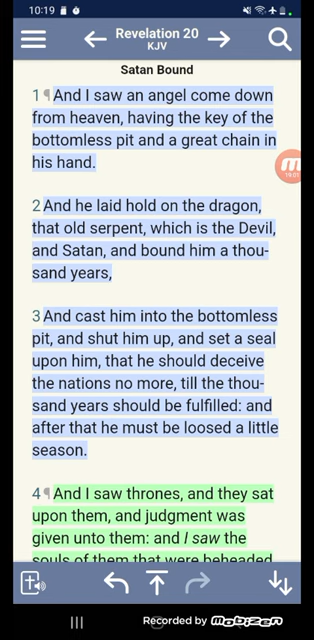 10:19
Revelation 20
KJV
Satan Bound
1 ¶ And I saw an angel come down
from heaven, having the key of the
bottomless pit and a great chain in
his hand.
2 And he laid hold on the dragon,
that old serpent, which is the Devil,
and Satan, and bound him a thou-
sand years,
3 And cast him into the bottomless
pit, and shut him up, and set a seal
upon him, that he should deceive
the nations no more, till the thou-
sand years should be fulfilled: and
after that he must be loosed a little
season.
4 ¶ And I saw thrones, and they sat
upon them, and judgment was
given unto them: and I saw the
souls of them that were beheaded
Recorded by mobizen